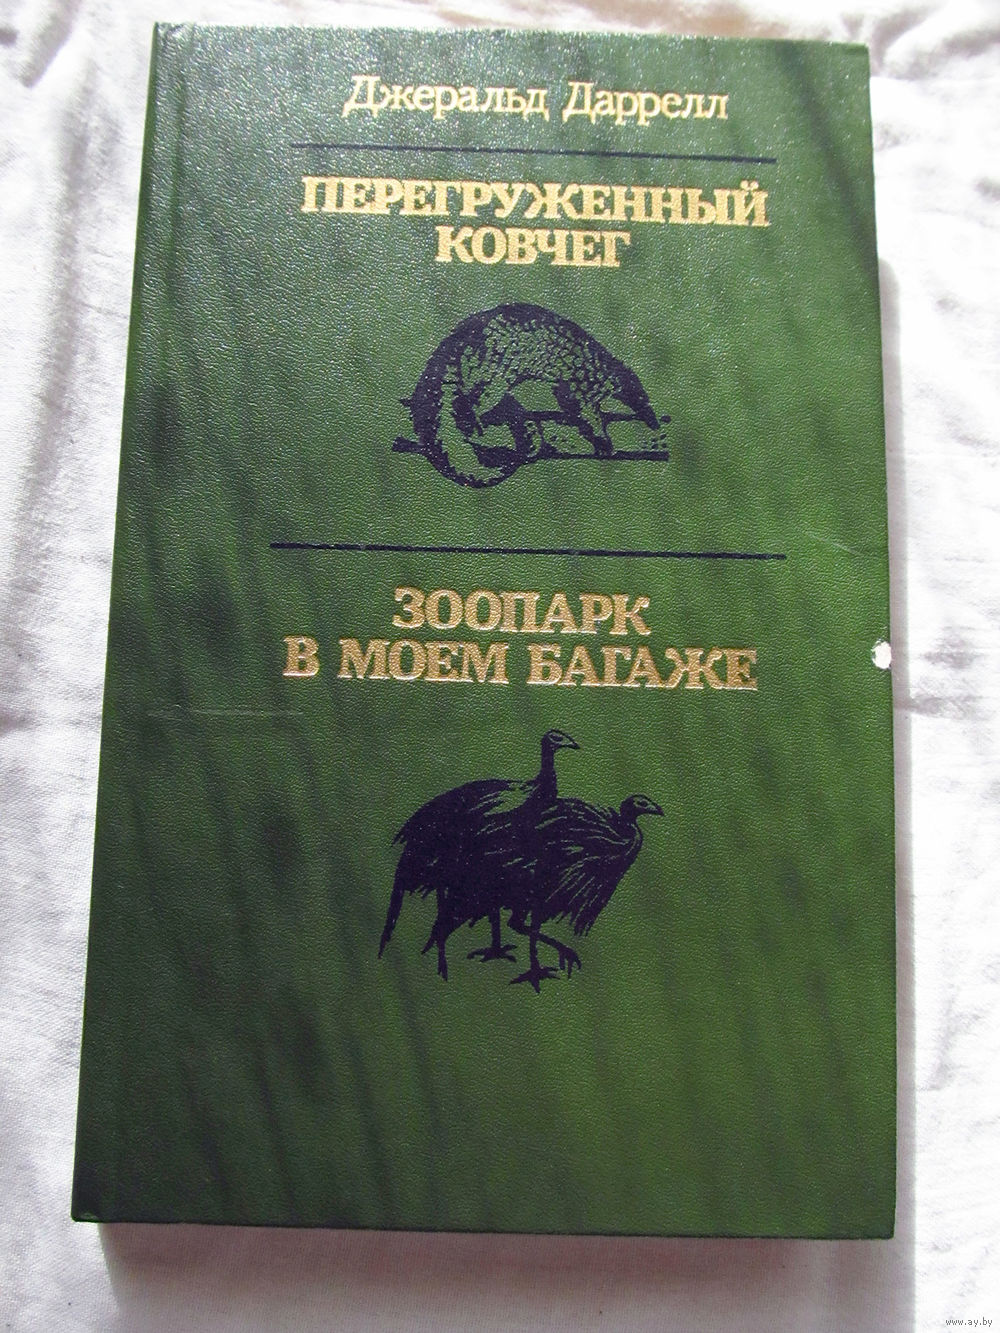 Джеральд Даррелл
ПЕРЕГРУЖЕННЫЙ
КОВЧЕГ
ЗООПАРК
В МОЕМ БАГАЖЕ
www.ay.by